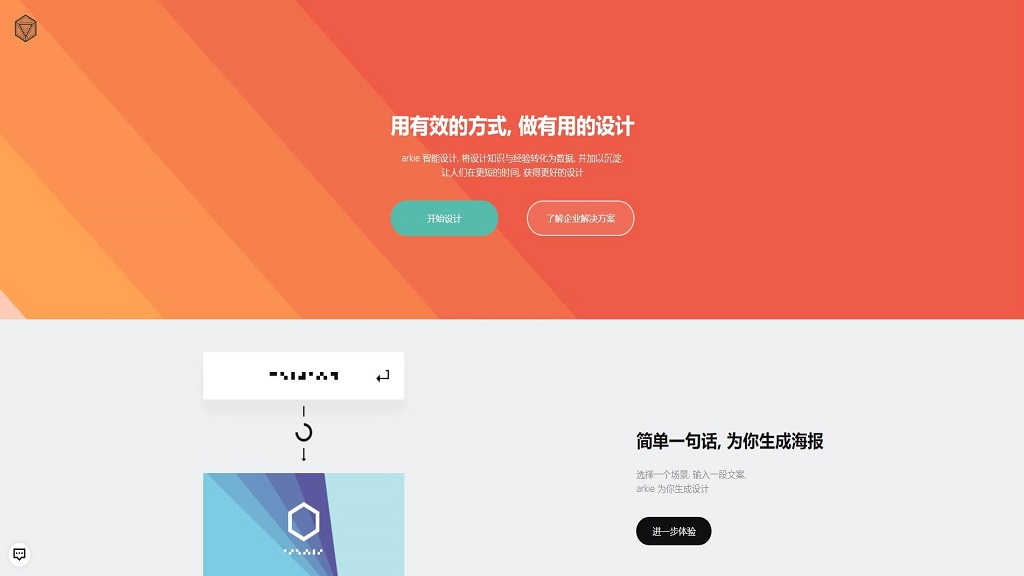 用有效的方式, 做有用的设计
arkie 智能设计, 将设计知识与经验转化为数据, 并加以沉淀,
让人们在更短的时间, 获得更好的设计
开始设计
了解企业解决方案
简单一句话, 为你生成海报
选择一个场景, 输入一段文案,
arkie 为你生成设计
进一步体验